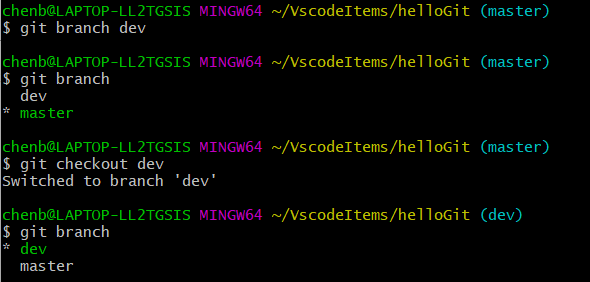 chenb@LAPTOP-LL2TGSIS MINGW64 ~/VscodeItems/helloGit (master)
$ git branch dev
chenb@LAPTOP-LL2TGSIS MINGW64 ~/VscodeItems/helloGit (master)
$ git branch
dev
* master
chenb@LAPTOP-LL2TGSIS MINGW64 ~/VscodeItems/helloGit (master)
$ git checkout dev
Switched to branch 'dev'
chenb@LAPTOP-LL2TGSIS MINGW64 ~/VscodeItems/helloGit (dev)
$ git branch
* dev
master